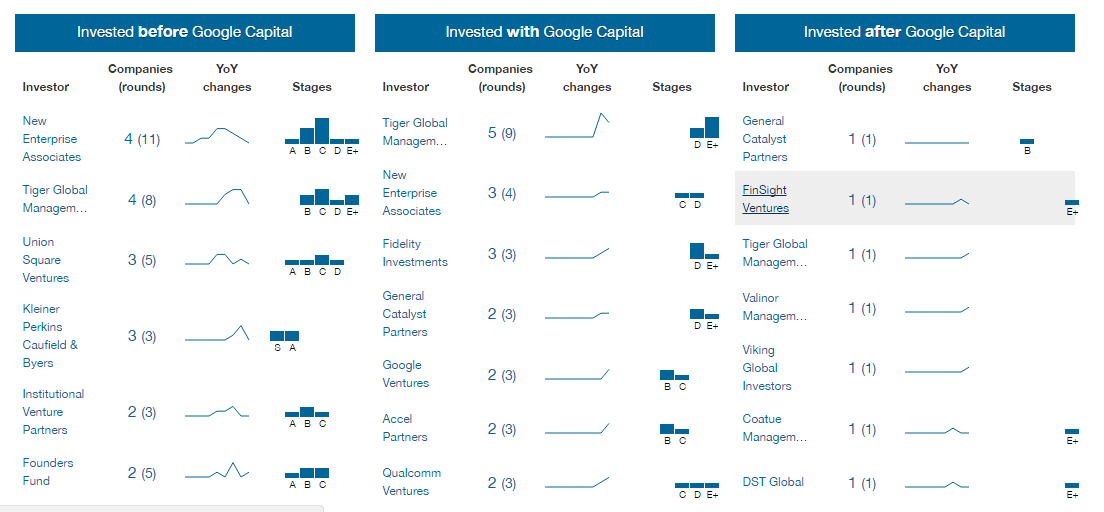 Invested before Google Capital
Companies YoY
Investor (rounds) changes Stages
New
Enterprise
Associates
4 (11)
A B C D E+
Tiger Global
Managem...
4 (8)
B C D E+
Union
Square
Ventures
3 (5)
A B C D
Kleiner
Perkins
Caufield &
Byers
3 (3)
S A
Institutional
Venture
Partners
2 (3)
A B C
Founders
Fund
2 (5)
A B C
Invested with Google Capital
Companies YoY
Investor (rounds) changes Stages
Tiger Global
Managem...
5 (9)
D E+
New
Enterprise
Associates
3 (4)
C D
Fidelity
Investments
3 (3)
D E+
General
Catalyst
Partners
2 (3)
D E+
Google
Ventures
2 (3)
B C
Accel
Partners
2 (3)
B C
Qualcomm
Ventures
2 (3)
C D E+
Invested after Google Capital
Companies YoY
Investor (rounds) changes Stages
General
Catalyst
Partners
1 (1)
B
FinSight
Ventures
1 (1)
E+
Tiger Global
Managem...
1 (1)
Valinor
Managem...
1 (1)
Viking
Global
Investors
1 (1)
Coatue
Managem...
1 (1)
E+
DST Global
1 (1)
E+